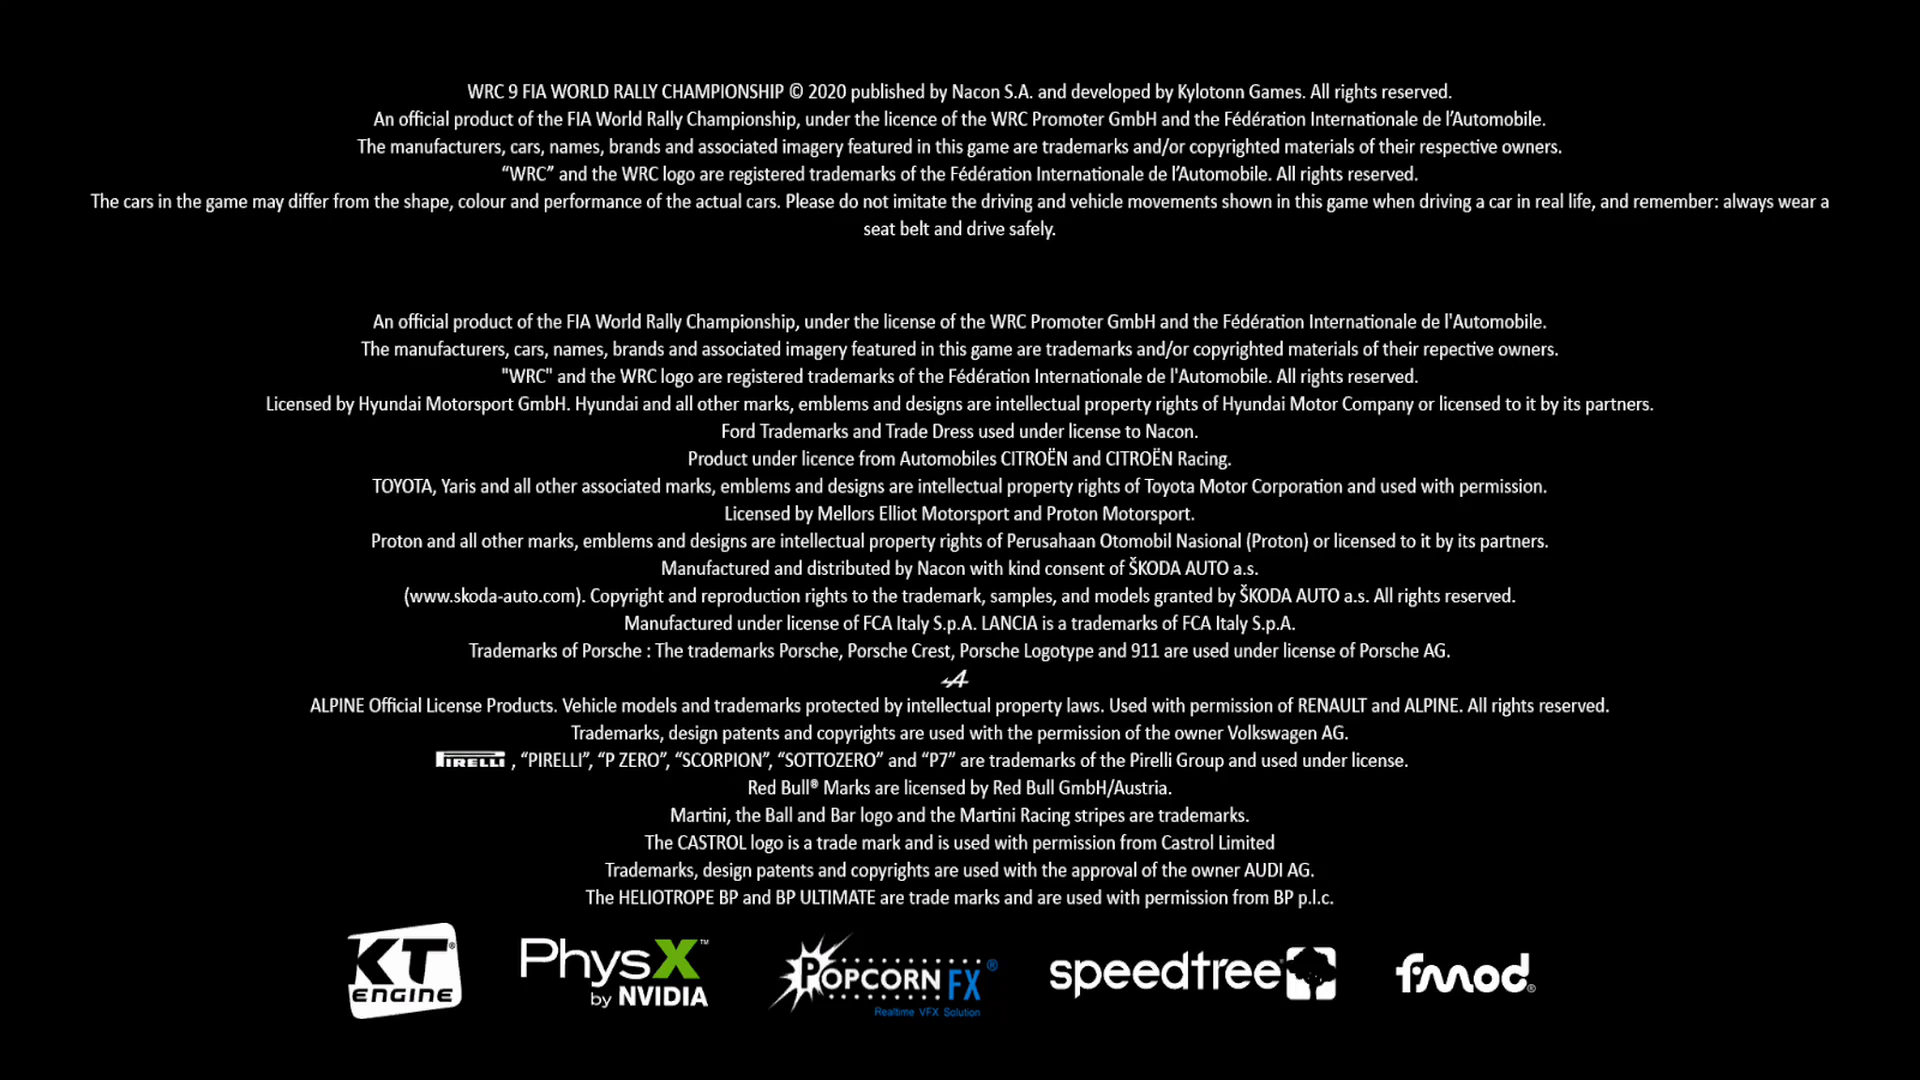 WRC 9 FIA WORLD RALLY CHAMPIONSHIP © 2020 published by Nacon S.A. and developed by Kylotonn Games. All rights reserved.
An official product of the FIA World Rally Championship, under the licence of the WRC Promoter GmbH and the Fédération Internationale de l’Automobile.
The manufacturers, cars, names, brands and associated imagery featured in this game are trademarks and/or copyrighted materials of their respective owners.
“WRC” and the WRC logo are registered trademarks of the Fédération Internationale de l’Automobile. All rights reserved.
The cars in the game may differ from the shape, colour and performance of the actual cars. Please do not imitate the driving and vehicle movements shown in this game when driving a car in real life, and remember: always wear a
seat belt and drive safely.
An official product of the FIA World Rally Championship, under the license of the WRC Promoter GmbH and the Fédération Internationale de l'Automobile.
The manufacturers, cars, names, brands and associated imagery featured in this game are trademarks and/or copyrighted materials of their repective owners.
"WRC" and the WRC logo are registered trademarks of the Fédération Internationale de l'Automobile. All rights reserved.
Licensed by Hyundai Motorsport GmbH. Hyundai and all other marks, emblems and designs are intellectual property rights of Hyundai Motor Company or licensed to it by its partners.
Ford Trademarks and Trade Dress used under license to Nacon.
Product under licence from Automobiles CITROËN and CITROËN Racing.
TOYOTA, Yaris and all other associated marks, emblems and designs are intellectual property rights of Toyota Motor Corporation and used with permission.
Licensed by Mellors Elliot Motorsport and Proton Motorsport.
Proton and all other marks, emblems and designs are intellectual property rights of Perusahaan Otomobil Nasional (Proton) or licensed to it by its partners.
Manufactured and distributed by Nacon with kind consent of ŠKODA AUTO a.s.
(www.skoda-auto.com). Copyright and reproduction rights to the trademark, samples, and models granted by ŠKODA AUTO a.s. All rights reserved.
Manufactured under license of FCA Italy S.p.A. LANCIA is a trademarks of FCA Italy S.p.A.
Trademarks of Porsche : The trademarks Porsche, Porsche Crest, Porsche Logotype and 911 are used under license of Porsche AG.
A
ALPINE Official License Products. Vehicle models and trademarks protected by intellectual property laws. Used with permission of RENAULT and ALPINE. All rights reserved.
Trademarks, design patents and copyrights are used with the permission of the owner Volkswagen AG.
PIRELLI , “PIRELLI”, “P ZERO”, “SCORPION”, “SOTTOZERO” and “P7” are trademarks of the Pirelli Group and used under license.
Red Bull® Marks are licensed by Red Bull GmbH/Austria.
Martini, the Ball and Bar logo and the Martini Racing stripes are trademarks.
The CASTROL logo is a trade mark and is used with permission from Castrol Limited
Trademarks, design patents and copyrights are used with the approval of the owner AUDI AG.
The HELIOTROPE BP and BP ULTIMATE are trade marks and are used with permission from BP p.l.c.
KT® ENGINE
PhysX™ by NVIDIA
POPCORN FX® Realtime VFX Solution
speedtree®
fmod®